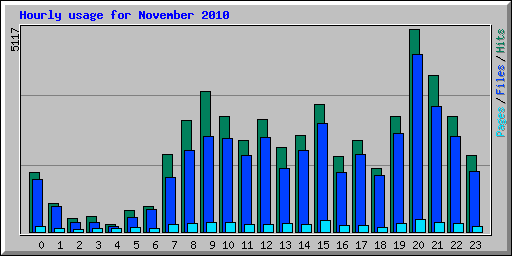 Hourly usage for November 2010
5117
Pages / Files / Hits
0 1 2 3 4 5 6 7 8 9 10 11 12 13 14 15 16 17 18 19 20 21 22 23